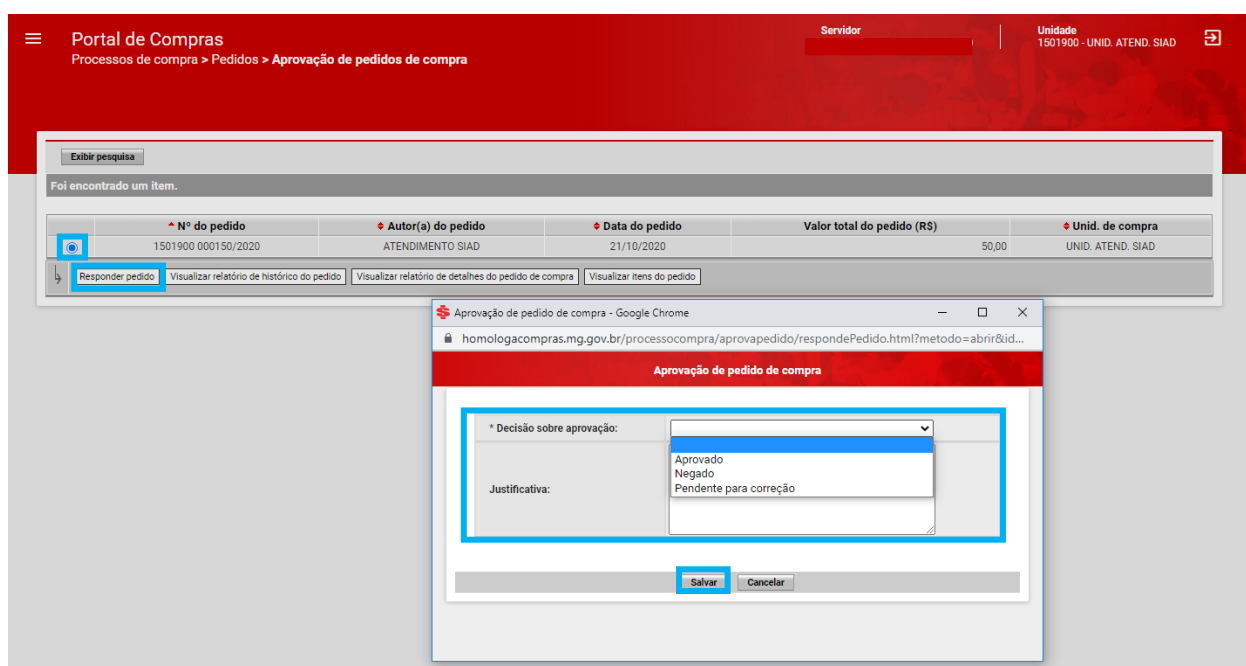 Portal de Compras
Processos de compra > Pedidos > Aprovação de pedidos de compra
Servidor
Unidade
1501900 - UNID. ATEND. SIAD
Exibir pesquisa
Foi encontrado um item.
Nº do pedido Autor(a) do pedido Data do pedido Valor total do pedido (R$) Unid. de compra
1501900 000150/2020 ATENDIMENTO SIAD 21/10/2020 50,00 UNID. ATEND. SIAD
Responder pedido Visualizar relatório de histórico do pedido Visualizar relatório de detalhes do pedido de compra Visualizar itens do pedido
Aprovação de pedido de compra - Google Chrome
homologacompras.mg.gov.br/processocompra/aprovapedido/respondePedido.html?metodo=abrir&id...
Aprovação de pedido de compra
* Decisão sobre aprovação:
Aprovado
Negado
Pendente para correção
Justificativa:
Salvar Cancelar